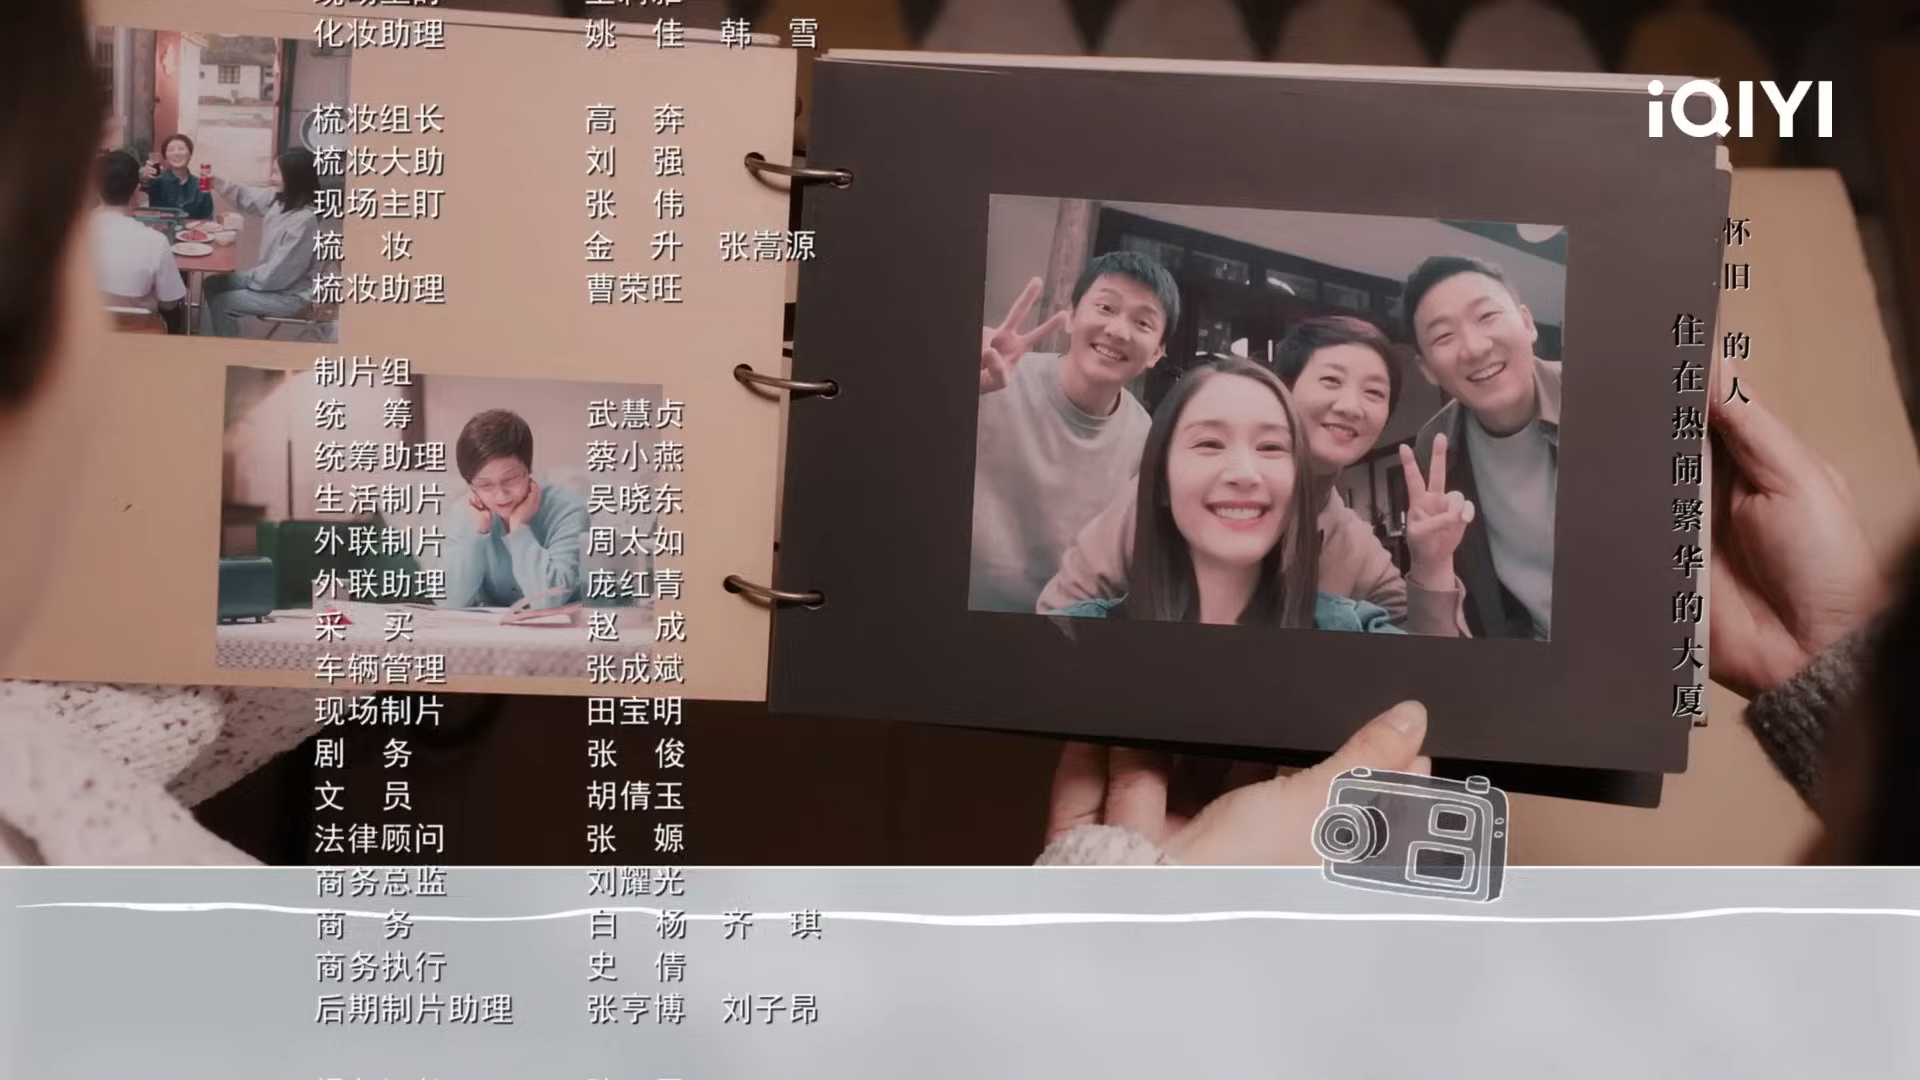 化妆助理 姚 佳 韩 雪
梳妆组长 高 奔
梳妆大助 刘 强
现场主盯 张 伟
梳 妆 金 升 张嵩源
梳妆助理 曹荣旺
制片组
统 筹 武慧贞
统筹助理 蔡小燕
生活制片 吴晓东
外联制片 周太如
外联助理 庞红青
采 买 赵 成
车辆管理 张成斌
现场制片 田宝明
剧 务 张 俊
文 员 胡倩玉
法律顾问 张 嫄
商务总监 刘耀光
商 务 白 杨 齐 琪
商务执行 史 倩
后期制片助理 张亨博 刘子昂
iQIYI
怀旧 的人
住在热闹繁华的大厦